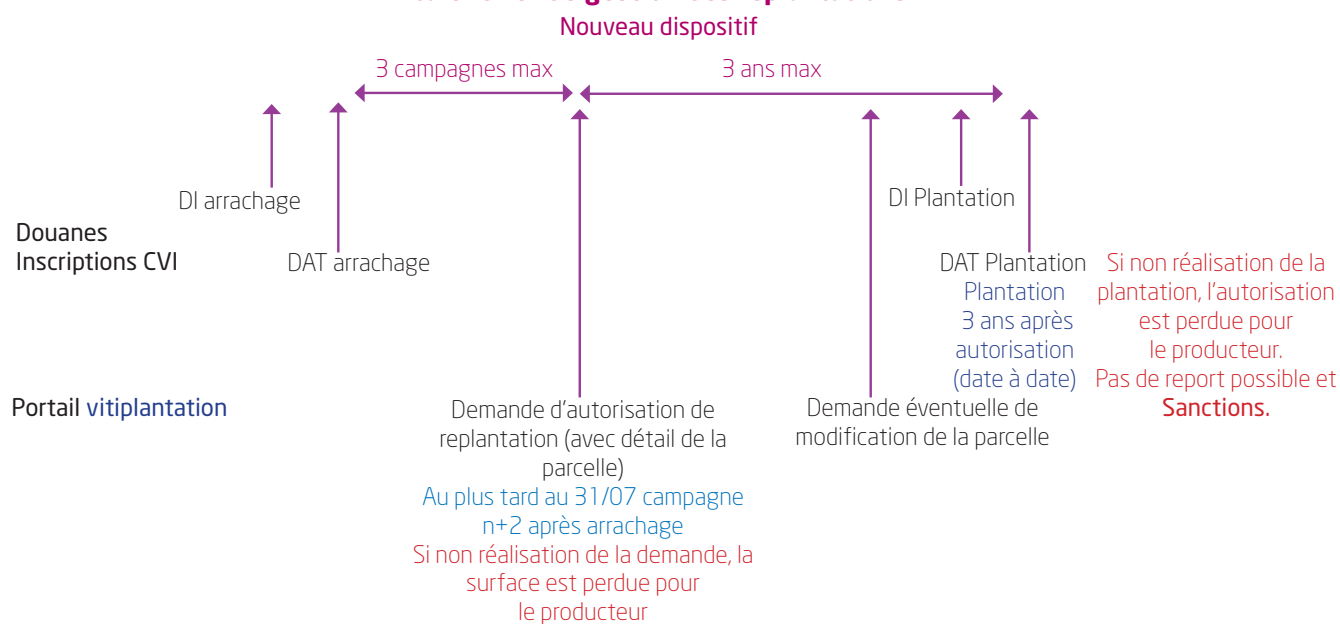 Nouveau dispositif
3 campagnes max
3 ans max
DI arrachage
DI Plantation
Douanes
Inscriptions CVI
DAT arrachage
DAT Plantation
Plantation
3 ans après
autorisation
(date à date)
Si non réalisation de la
plantation, l'autorisation
est perdue pour
le producteur.
Pas de report possible et
Sanctions.
Portail vitiplantation
Demande d'autorisation de
replantation (avec détail de la
parcelle)
Au plus tard au 31/07 campagne
n+2 après arrachage
Si non réalisation de la demande, la
surface est perdue pour
le producteur
Demande éventuelle de
modification de la parcelle